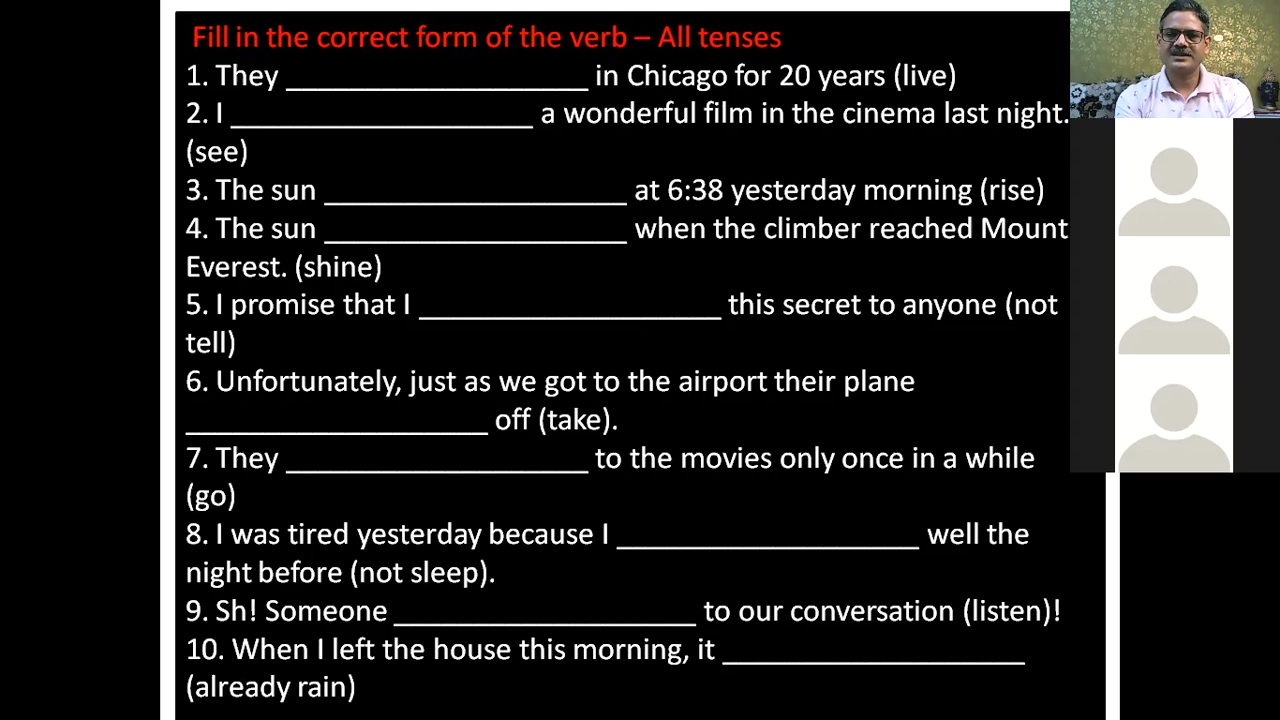 Fill in the correct form of the verb – All tenses
1. They ____________________ in Chicago for 20 years (live)
2. I ____________________ a wonderful film in the cinema last night.
(see)
3. The sun ____________________ at 6:38 yesterday morning (rise)
4. The sun ____________________ when the climber reached Mount
Everest. (shine)
5. I promise that I ____________________ this secret to anyone (not
tell)
6. Unfortunately, just as we got to the airport their plane
____________________ off (take).
7. They ____________________ to the movies only once in a while
(go)
8. I was tired yesterday because I ____________________ well the
night before (not sleep).
9. Sh! Someone ____________________ to our conversation (listen)!
10. When I left the house this morning, it ____________________
(already rain)